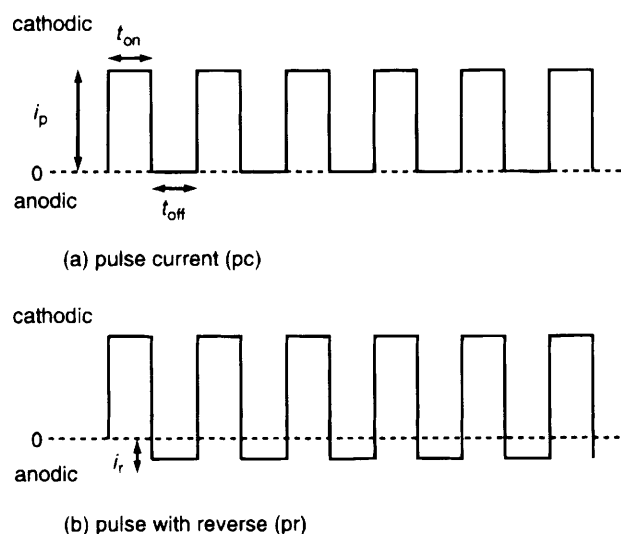 cathodic
t_on
i_p
0
anodic
t_off
(a) pulse current (pc)
cathodic
0
i_r
anodic
(b) pulse with reverse (pr)